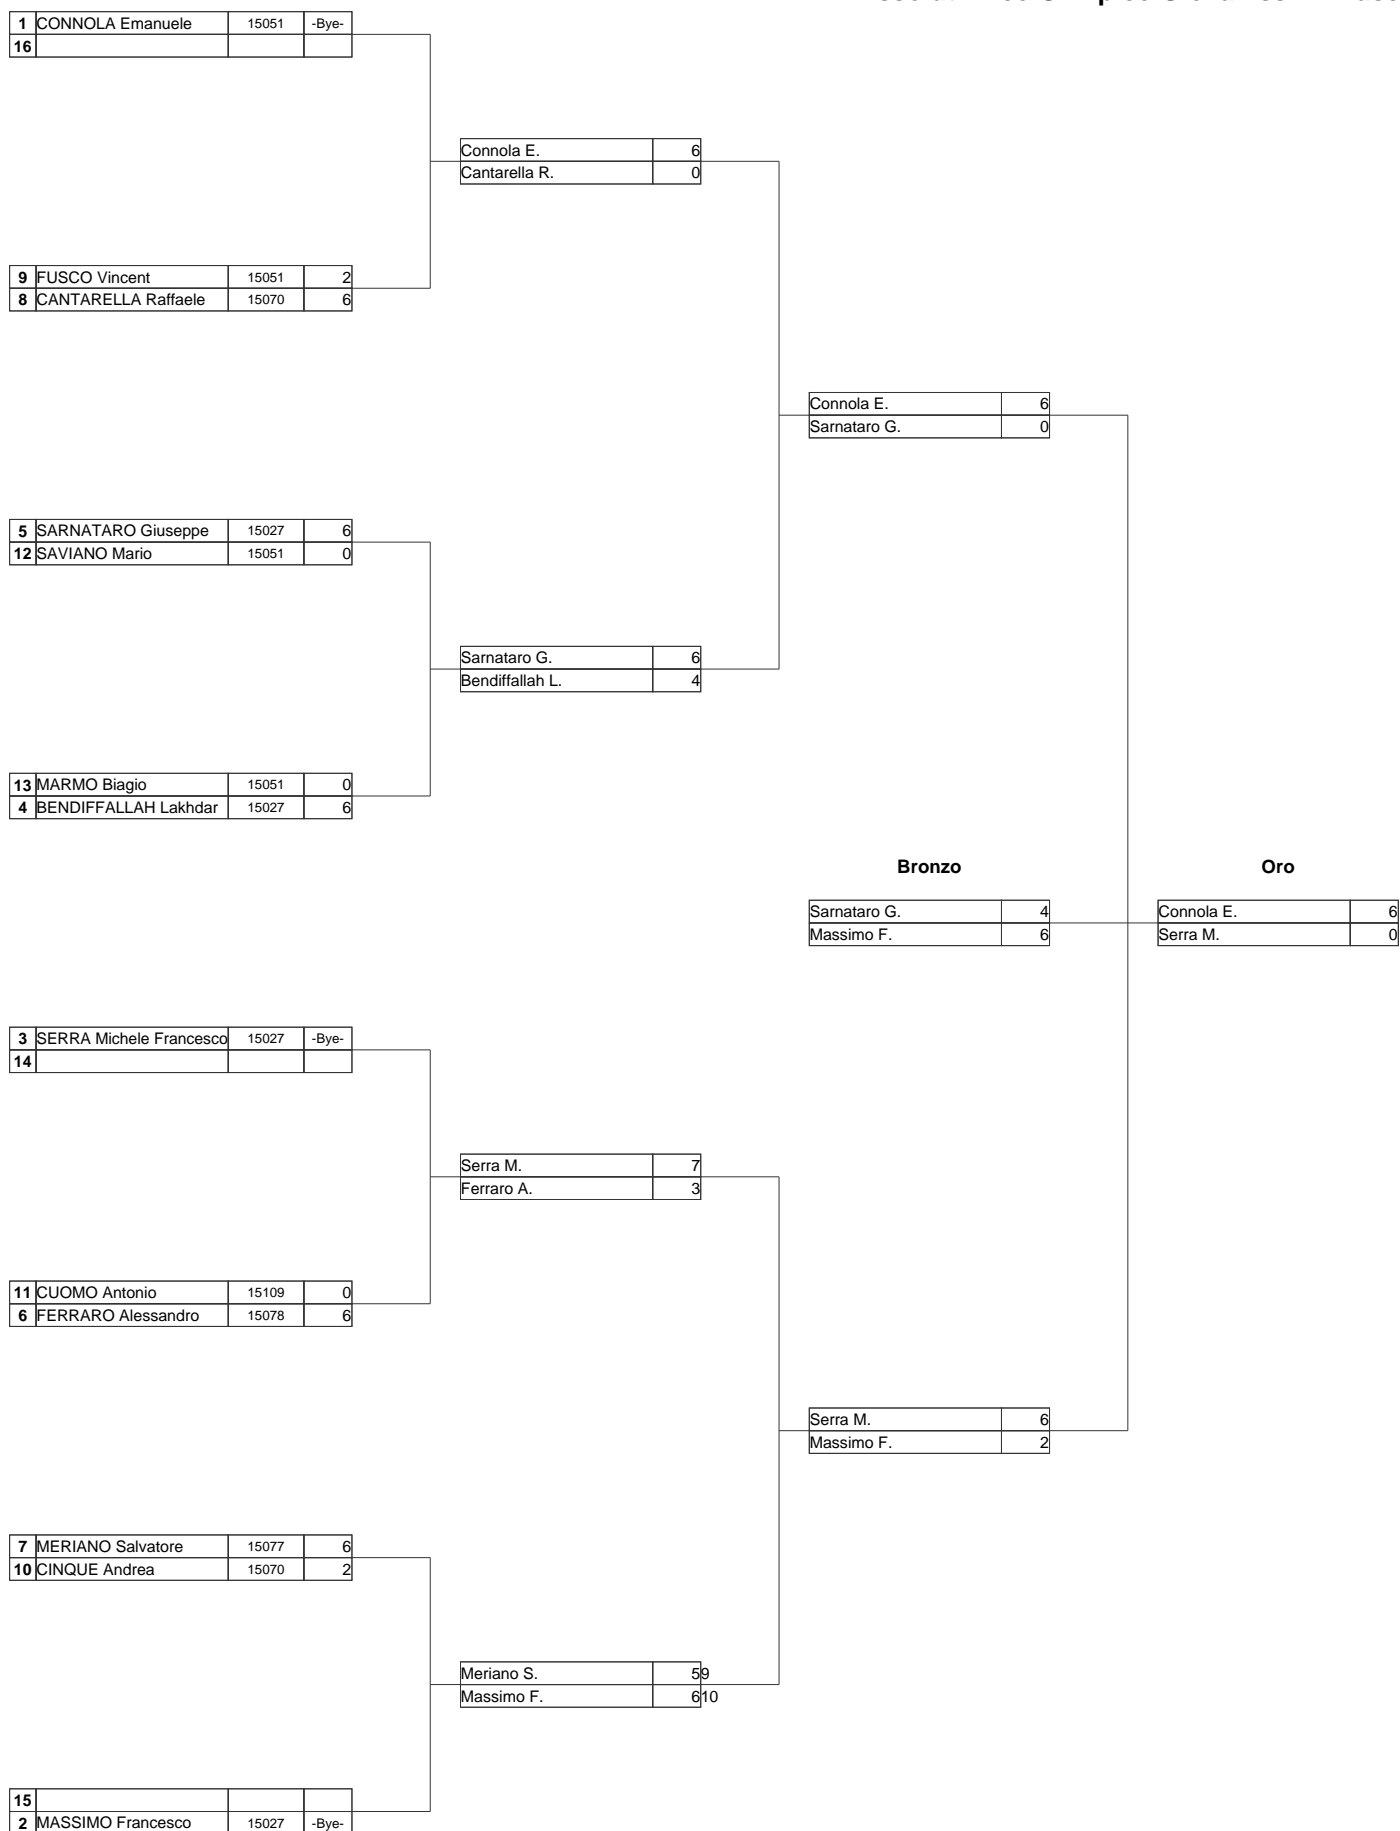 1 CONNOLA Emanuele 15051 -Bye-
16
Connola E. 6
Cantarella R. 0
9 FUSCO Vincent 15051 2
8 CANTARELLA Raffaele 15070 6
Connola E. 6
Sarnataro G. 0
5 SARNATARO Giuseppe 15027 6
12 SAVIANO Mario 15051 0
Sarnataro G. 6
Bendiffallah L. 4
13 MARMO Biagio 15051 0
4 BENDIFFALLAH Lakhdar 15027 6
Bronzo Oro
Sarnataro G. 4 Connola E. 6
Massimo F. 6 Serra M. 0
3 SERRA Michele Francesco 15027 -Bye-
14
Serra M. 7
Ferraro A. 3
11 CUOMO Antonio 15109 0
6 FERRARO Alessandro 15078 6
Serra M. 6
Massimo F. 2
7 MERIANO Salvatore 15077 6
10 CINQUE Andrea 15070 2
Meriano S. 5 9
Massimo F. 6 10
15
2 MASSIMO Francesco 15027 -Bye-